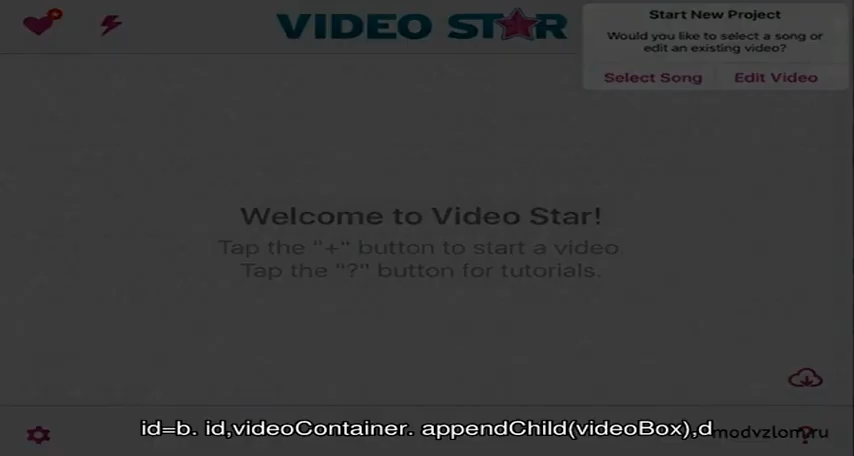 VIDEO STAR
Start New Project
Would you like to select a song or
edit an existing video?
Select Song
Edit Video
Welcome to Video Star!
Tap the "+" button to start a video
Tap the "?" button for tutorials.
id=b. id,videoContainer. appendChild(videoBox),d
modvzlom.ru
?